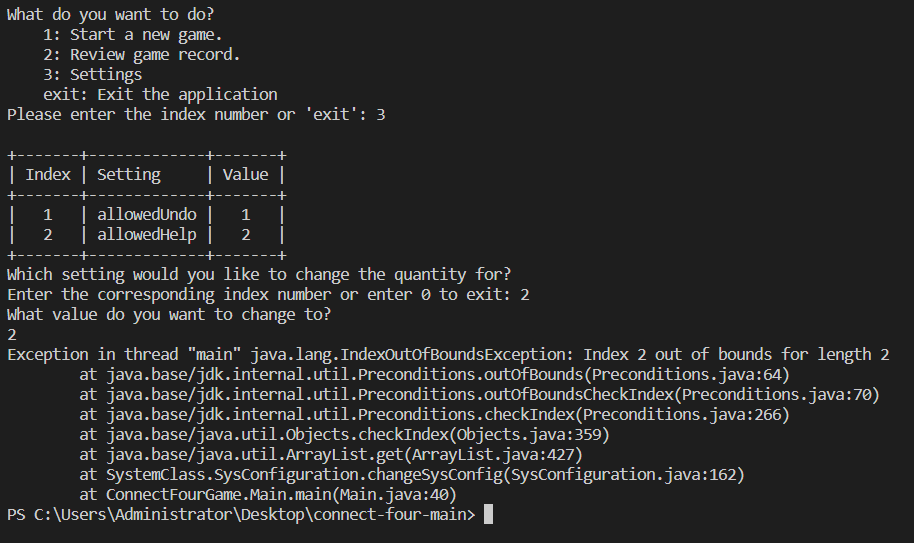 What do you want to do?
    1: Start a new game.
    2: Review game record.
    3: Settings
    exit: Exit the application
Please enter the index number or 'exit': 3
+-------+-------------+-------+
| Index | Setting     | Value |
+-------+-------------+-------+
|   1   | allowedUndo |   1   |
|   2   | allowedHelp |   2   |
+-------+-------------+-------+
Which setting would you like to change the quantity for?
Enter the corresponding index number or enter 0 to exit: 2
What value do you want to change to?
2
Exception in thread "main" java.lang.IndexOutOfBoundsException: Index 2 out of bounds for length 2
        at java.base/jdk.internal.util.Preconditions.outOfBounds(Preconditions.java:64)
        at java.base/jdk.internal.util.Preconditions.outOfBoundsCheckIndex(Preconditions.java:70)
        at java.base/jdk.internal.util.Preconditions.checkIndex(Preconditions.java:266)
        at java.base/java.util.Objects.checkIndex(Objects.java:359)
        at java.base/java.util.ArrayList.get(ArrayList.java:427)
        at SystemClass.SysConfiguration.changeSysConfig(SysConfiguration.java:162)
        at ConnectFourGame.Main.main(Main.java:40)
PS C:\Users\Administrator\Desktop\connect-four-main>